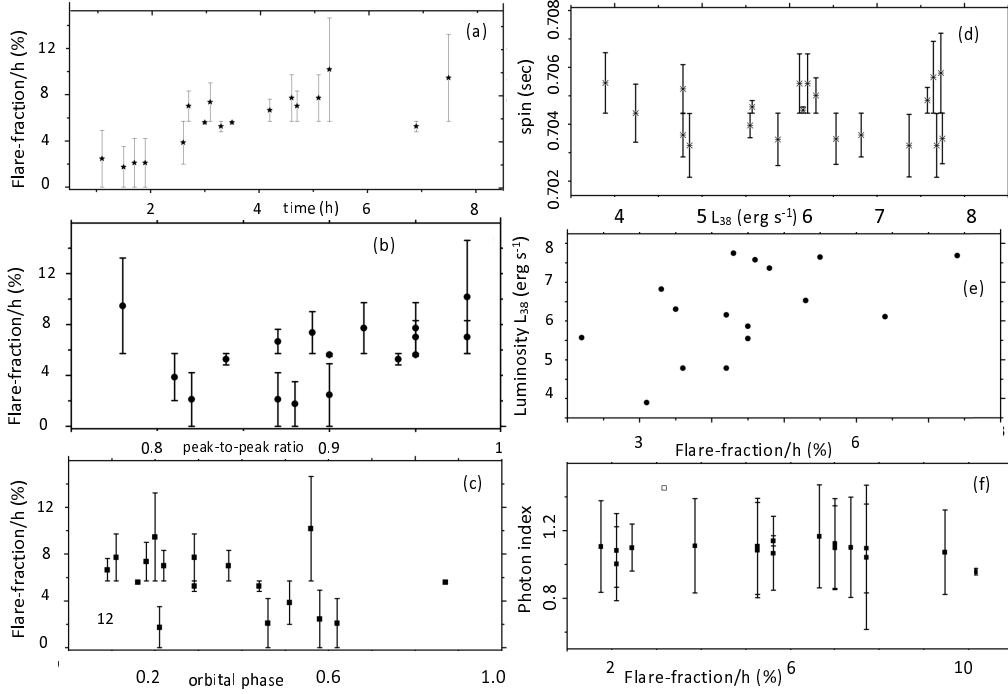 (a)
Flare-fraction/h (%)
12
8
4
0
2
4
6
8
time (h)
(b)
Flare-fraction/h (%)
12
8
4
0
0.8
peak-to-peak ratio
0.9
1
(c)
Flare-fraction/h (%)
12
8
4
0
12
0.2
orbital phase
0.6
1.0
(d)
spin (sec)
0.708
0.706
0.704
0.702
4
5
L38 (erg s-1)
6
7
8
(e)
Luminosity L38 (erg s-1)
8
7
6
5
4
3
6
Flare-fraction/h (%)
(f)
Photon index
1.2
0.8
2
6
10
Flare-fraction/h (%)